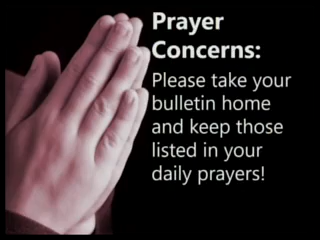 Prayer
Concerns:
Please take your
bulletin home
and keep those
listed in your
daily prayers!